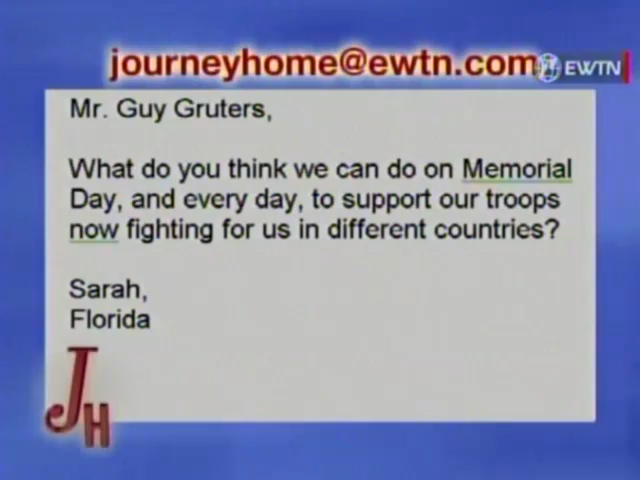 journeyhome@ewtn.com
EWTN
Mr. Guy Gruters,
What do you think we can do on Memorial
Day, and every day, to support our troops
now fighting for us in different countries?
Sarah,
Florida
JH